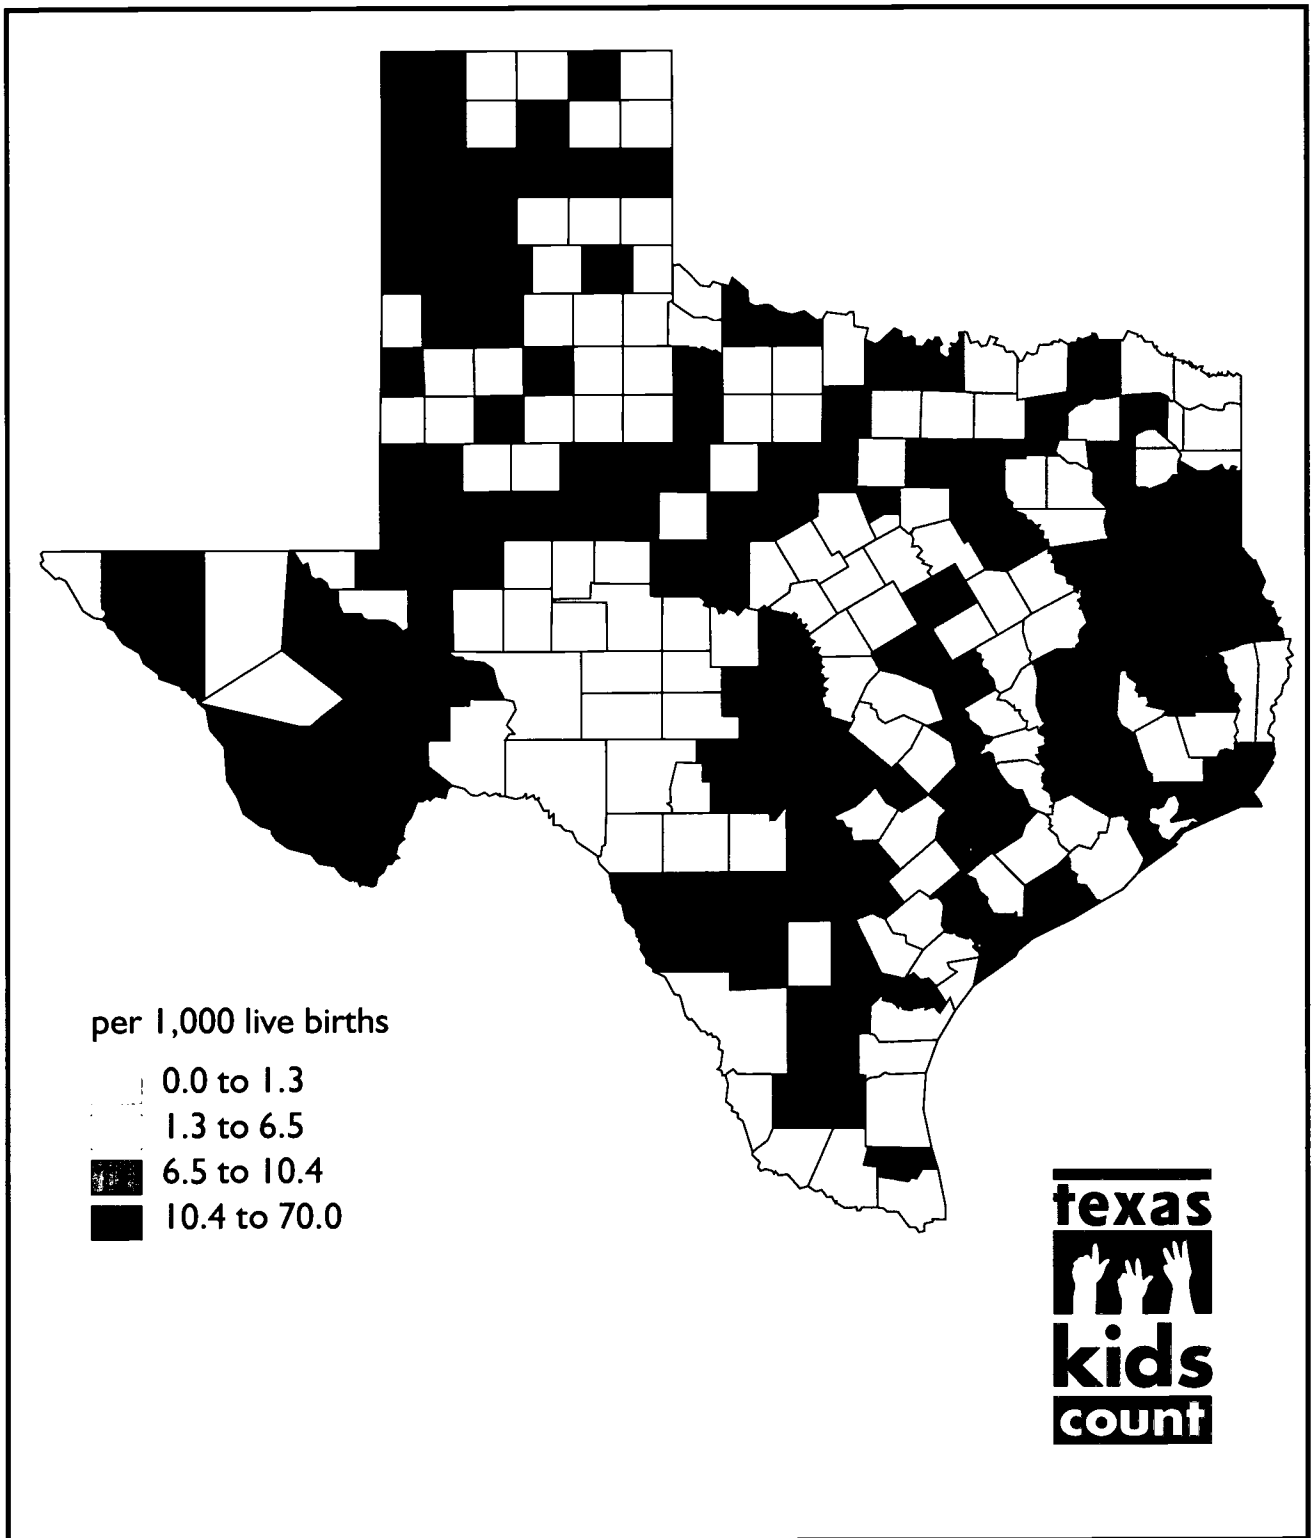 per 1,000 live births
0.0 to 1.3
1.3 to 6.5
6.5 to 10.4
10.4 to 70.0
texas
kids
count